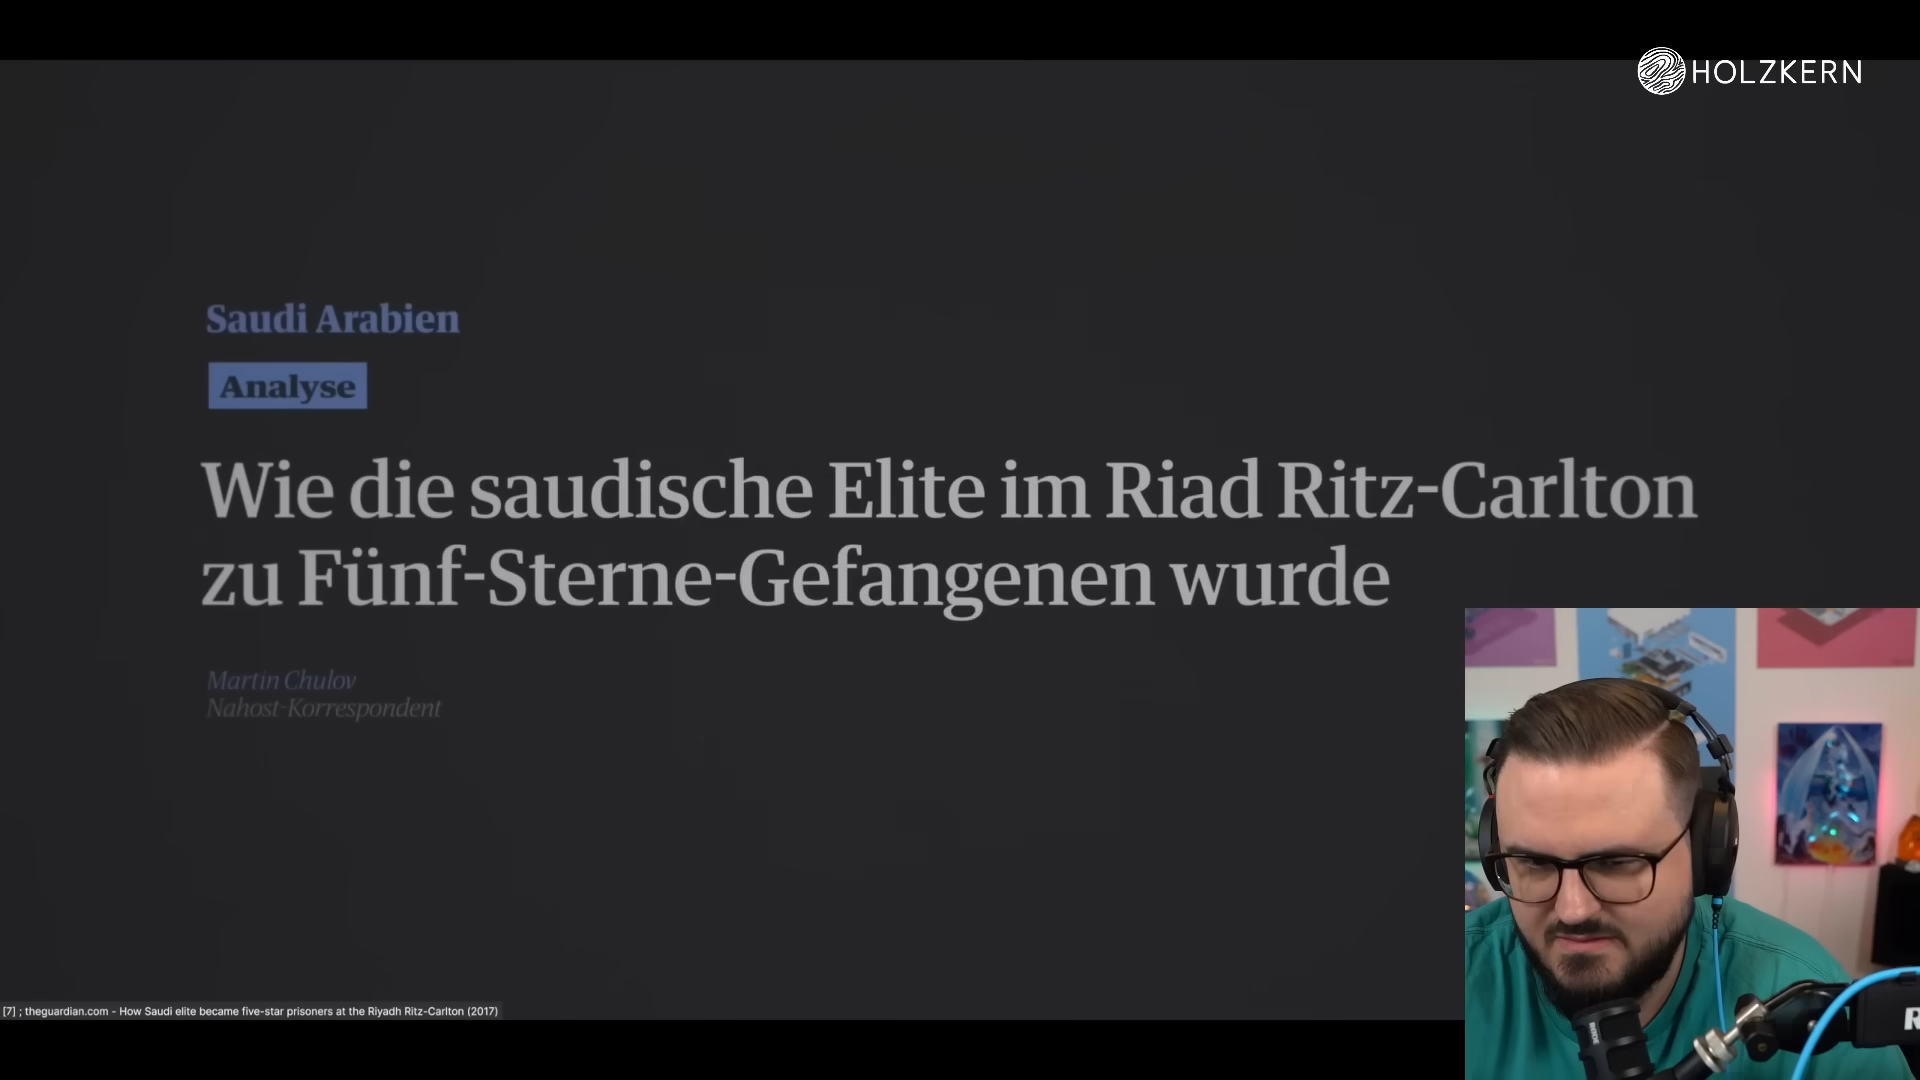 HOLZKERN
Saudi Arabien
Analyse
Wie die saudische Elite im Riad Ritz-Carlton
zu Fünf-Sterne-Gefangenen wurde
Martin Chulov
Nahost-Korrespondent
[7] ; theguardian.com - How Saudi elite became five-star prisoners at the Riyadh Ritz-Carlton (2017)